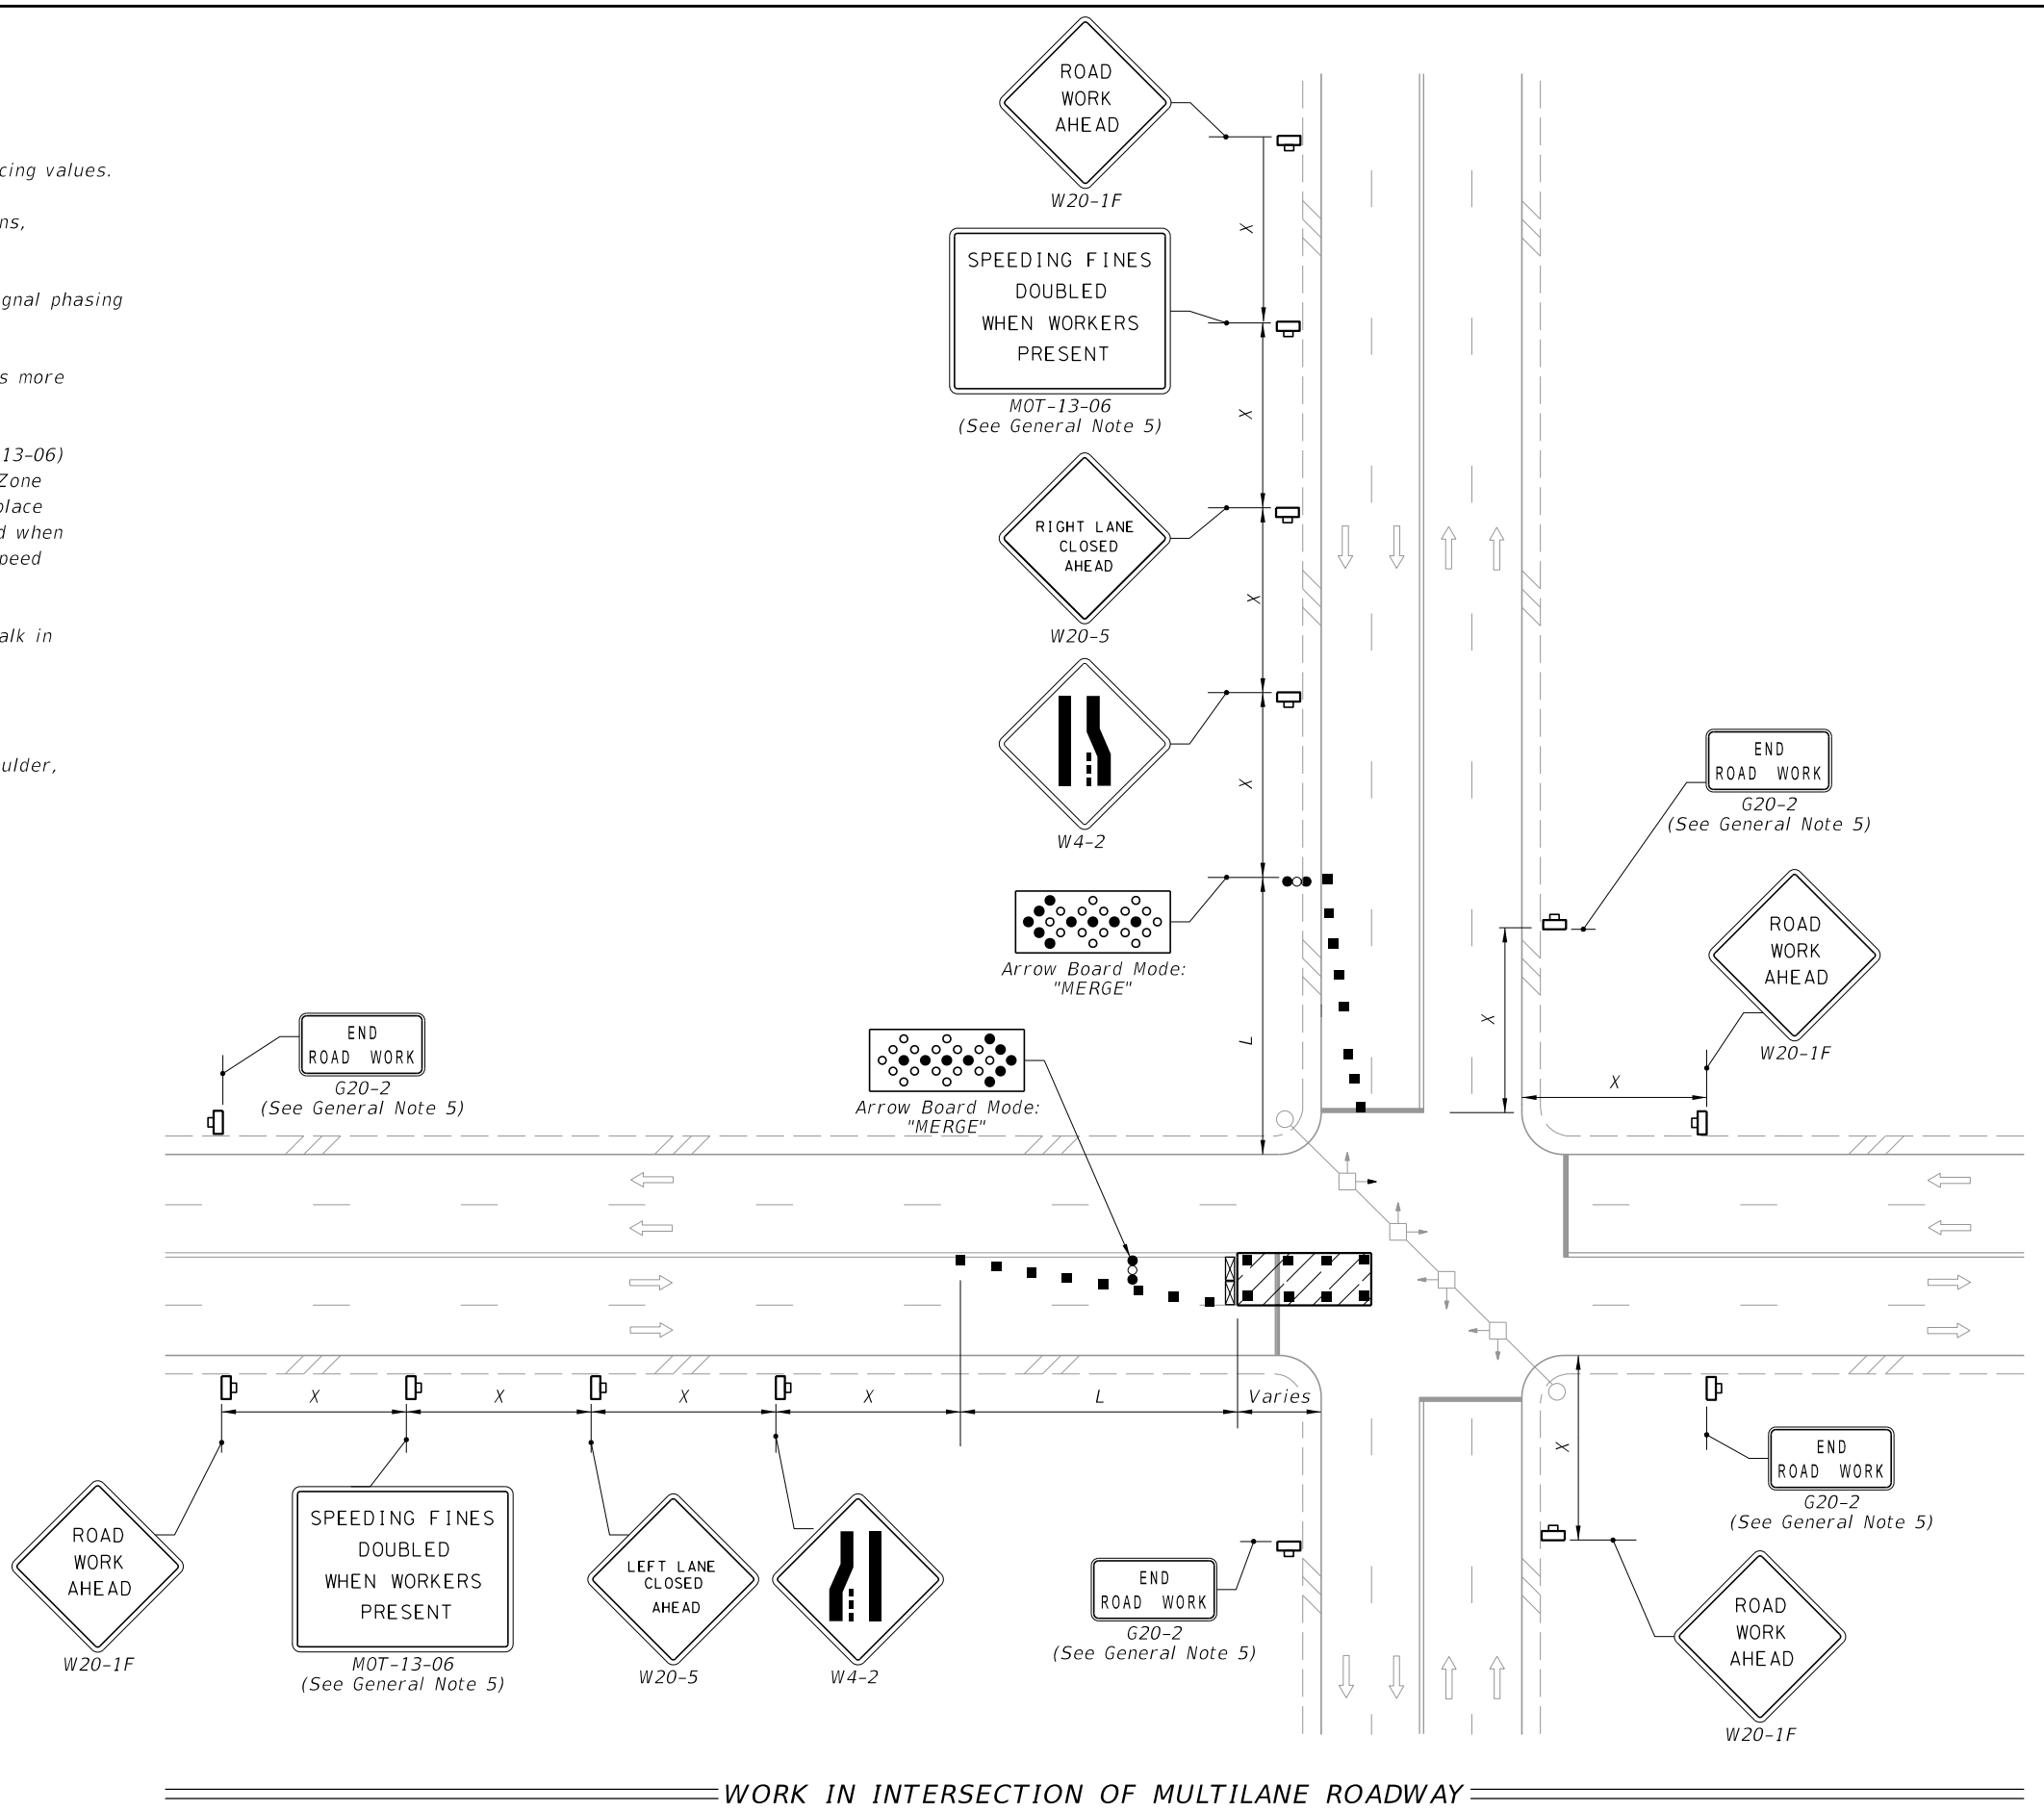 cing values.
ns,
gnal phasing
s more
13-06)
Zone
place
d when
peed
alk in
ulder,
ROAD
WORK
AHEAD
W20-1F
X
SPEEDING FINES
DOUBLED
WHEN WORKERS
PRESENT
MOT-13-06
(See General Note 5)
X
RIGHT LANE
CLOSED
AHEAD
W20-5
X
W4-2
X
Arrow Board Mode:
"MERGE"
L
END
ROAD WORK
G20-2
(See General Note 5)
X
ROAD
WORK
AHEAD
W20-1F
X
END
ROAD WORK
G20-2
(See General Note 5)
Arrow Board Mode:
"MERGE"
X
X
X
X
L
Varies
X
ROAD
WORK
AHEAD
W20-1F
SPEEDING FINES
DOUBLED
WHEN WORKERS
PRESENT
MOT-13-06
(See General Note 5)
LEFT LANE
CLOSED
AHEAD
W20-5
W4-2
END
ROAD WORK
G20-2
(See General Note 5)
END
ROAD WORK
G20-2
(See General Note 5)
ROAD
WORK
AHEAD
W20-1F
WORK IN INTERSECTION OF MULTILANE ROADWAY